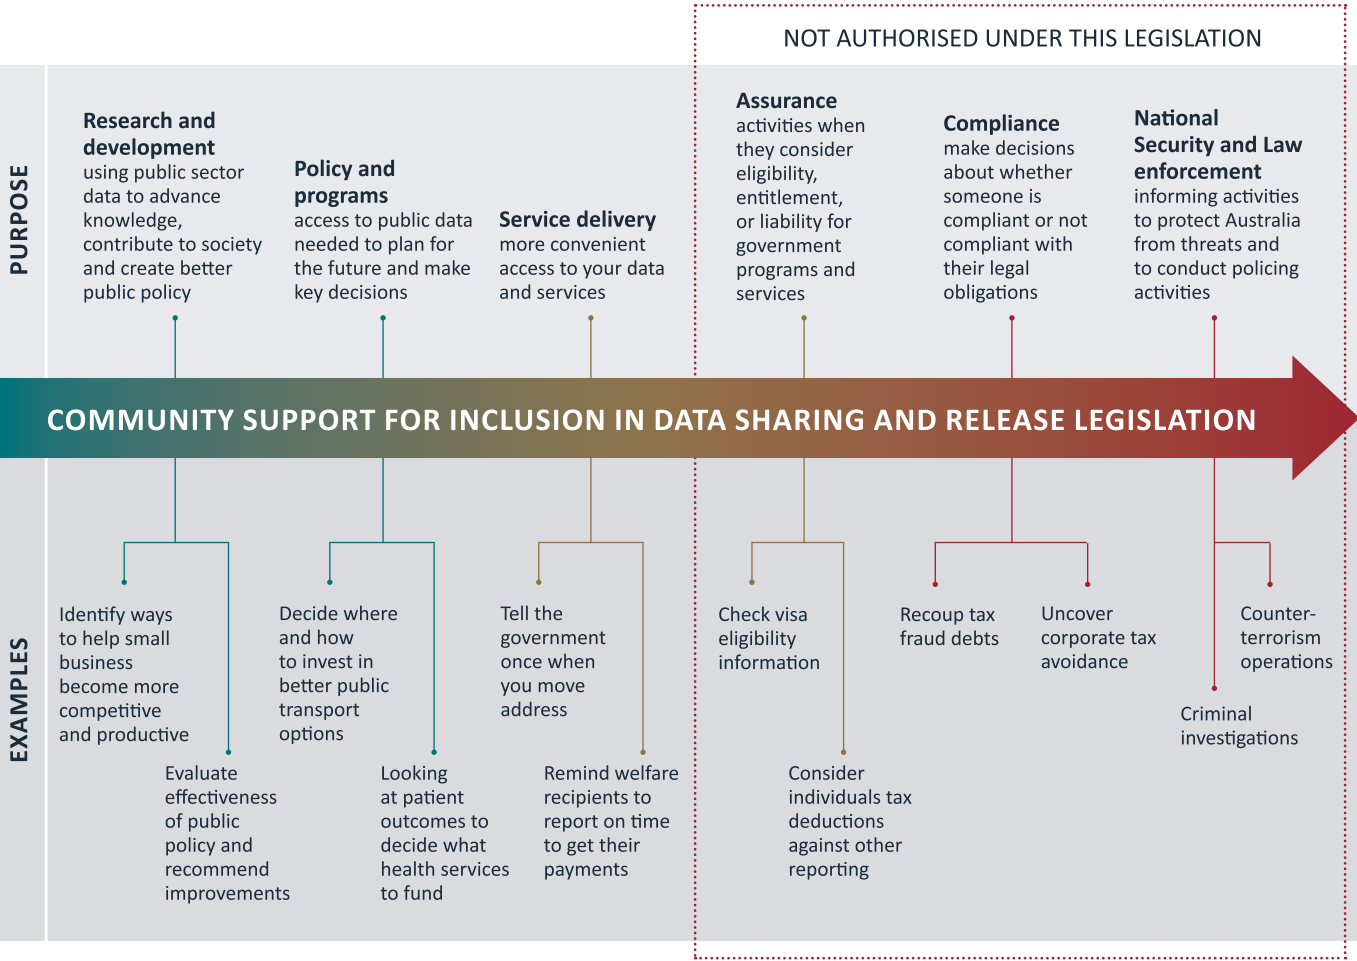 NOT AUTHORISED UNDER THIS LEGISLATION
PURPOSE
Research and
development
using public sector
data to advance
knowledge,
contribute to society
and create better
public policy
Policy and
programs
access to public data
needed to plan for
the future and make
key decisions
Service delivery
more convenient
access to your data
and services
Assurance
activities when
they consider
eligibility,
entitlement,
or liability for
government
programs and
services
Compliance
make decisions
about whether
someone is
compliant or not
compliant with
their legal
obligations
National
Security and Law
enforcement
informing activities
to protect Australia
from threats and
to conduct policing
activities
COMMUNITY SUPPORT FOR INCLUSION IN DATA SHARING AND RELEASE LEGISLATION
EXAMPLES
Identify ways
to help small
business
become more
competitive
and productive
Evaluate
effectiveness
of public
policy and
recommend
improvements
Decide where
and how
to invest in
better public
transport
options
Looking
at patient
outcomes to
decide what
health services
to fund
Tell the
government
once when
you move
address
Remind welfare
recipients to
report on time
to get their
payments
Check visa
eligibility
information
Consider
individuals tax
deductions
against other
reporting
Recoup tax
fraud debts
Uncover
corporate tax
avoidance
Counter-
terrorism
operations
Criminal
investigations